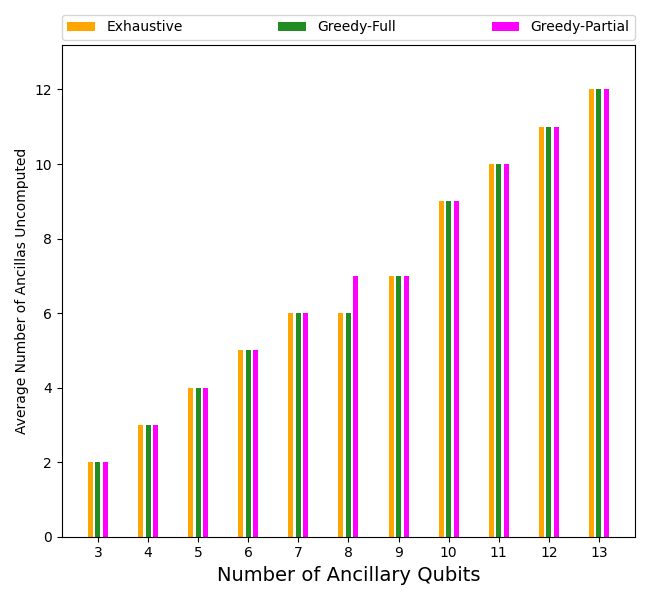 Exhaustive Greedy-Full Greedy-Partial
Average Number of Ancillas Uncomputed
12
10
8
6
4
2
0
3 4 5 6 7 8 9 10 11 12 13
Number of Ancillary Qubits